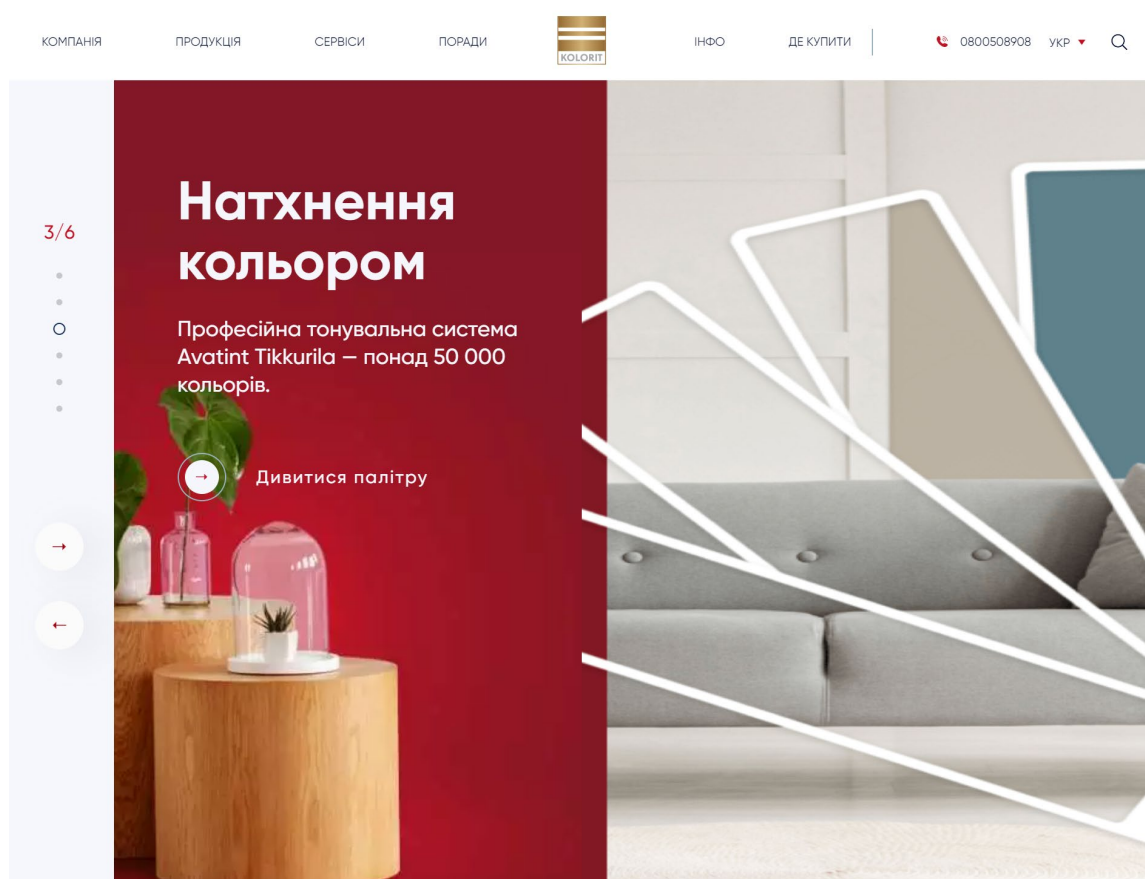 КОМПАНІЯ
ПРОДУКЦІЯ
СЕРВІСИ
ПОРАДИ
KOLORIT
ІНФО
ДЕ КУПИТИ
0800508908
УКР
3/6
Натхнення
кольором
Професійна тонувальна система
Avatint Tikkurila — понад 50 000
кольорів.
Дивитися палітру